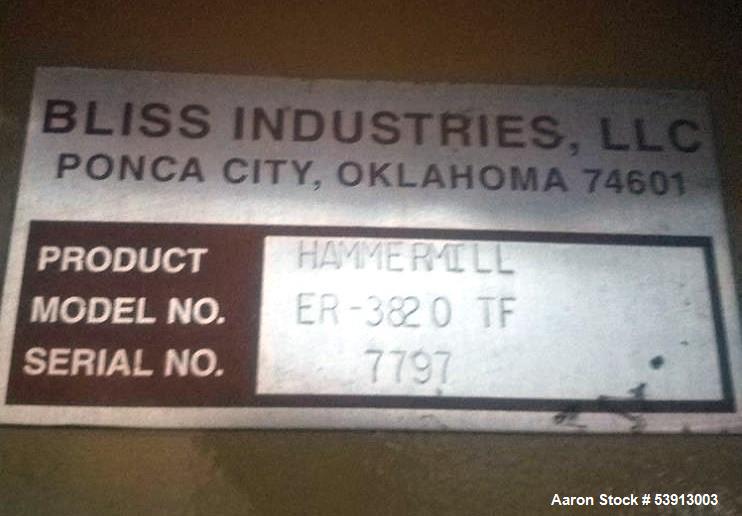 BLISS INDUSTRIES, LLC
PONCA CITY, OKLAHOMA 74601
PRODUCT HAMMERMILL
MODEL NO. ER-3820 TF
SERIAL NO. 7797
Aaron Stock # 53913003